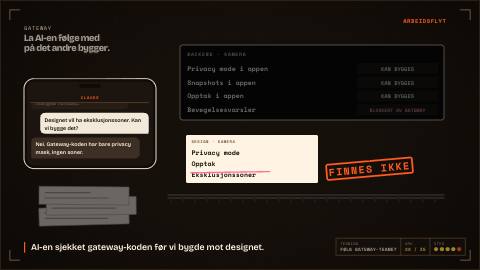 GATEWAY
La AI-en følge med
på det andre bygger.
ARBEIDSFLYT
BACKEND · KAMERA
Privacy mode i appen
KAN BYGGES
Snapshots i appen
KAN BYGGES
Opptak i appen
KAN BYGGES
Bevegelsesvarsler
BLOKKERT AV GATEWAY
CLAUDE
Designet vil ha eksklusjonssoner. Kan
vi bygge det?
Nei. Gateway-koden har bare privacy
mask, ingen soner.
DESIGN · KAMERA
Privacy mode
Opptak
Eksklusjonssoner
FINNES IKKE
AI-en sjekket gateway-koden før vi bygde mot designet.
FØLG GATEWAY-TEAMET